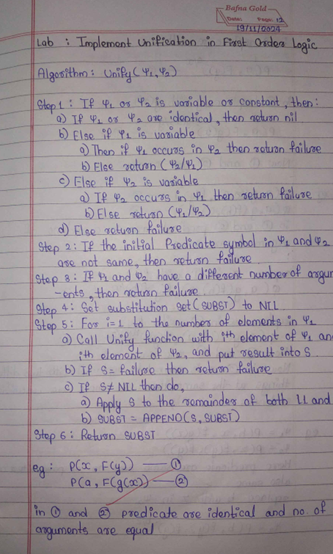 Bafna Gold
Date: Page: 12
19/11/2024
Lab : Implement Unification in First Order Logic
Algorithm: Unify(Ψ1,Ψ2)
Step 1: If Ψ1 or Ψ2 is variable or constant, then:
a) If Ψ1 or Ψ2 are identical, then return nil
b) Else if Ψ1 is variable
a) Then if Ψ1 occurs in Ψ2 then return failure
b) Else return (Ψ2/Ψ1)
c) Else if Ψ2 is variable
a) If Ψ2 occurs in Ψ1 then return failure
b) Else return (Ψ1/Ψ2)
d) Else return failure
Step 2: If the initial Predicate symbol in Ψ1 and Ψ2
are not same, then return failure
Step 3: If Ψ1 and Ψ2 have a different number of argum
-ents, then return failure
Step 4: Set substitution set (SUBST) to NIL
Step 5: For i=1 to the number of elements in Ψ1
a) Call Unify function with ith element of Ψ1 and
ith element of Ψ2, and put result into S
b) If S = failure then return failure
c) If S≠NIL then do,
a) Apply S to the remainder of both L1 and
b) SUBST = APPEND(S, SUBST)
Step 6: Return SUBST
eg: P(x, F(y)) — ①
P(a, F(g(x)) — ②
in ① and ② predicate are identical and no of
arguments are equal